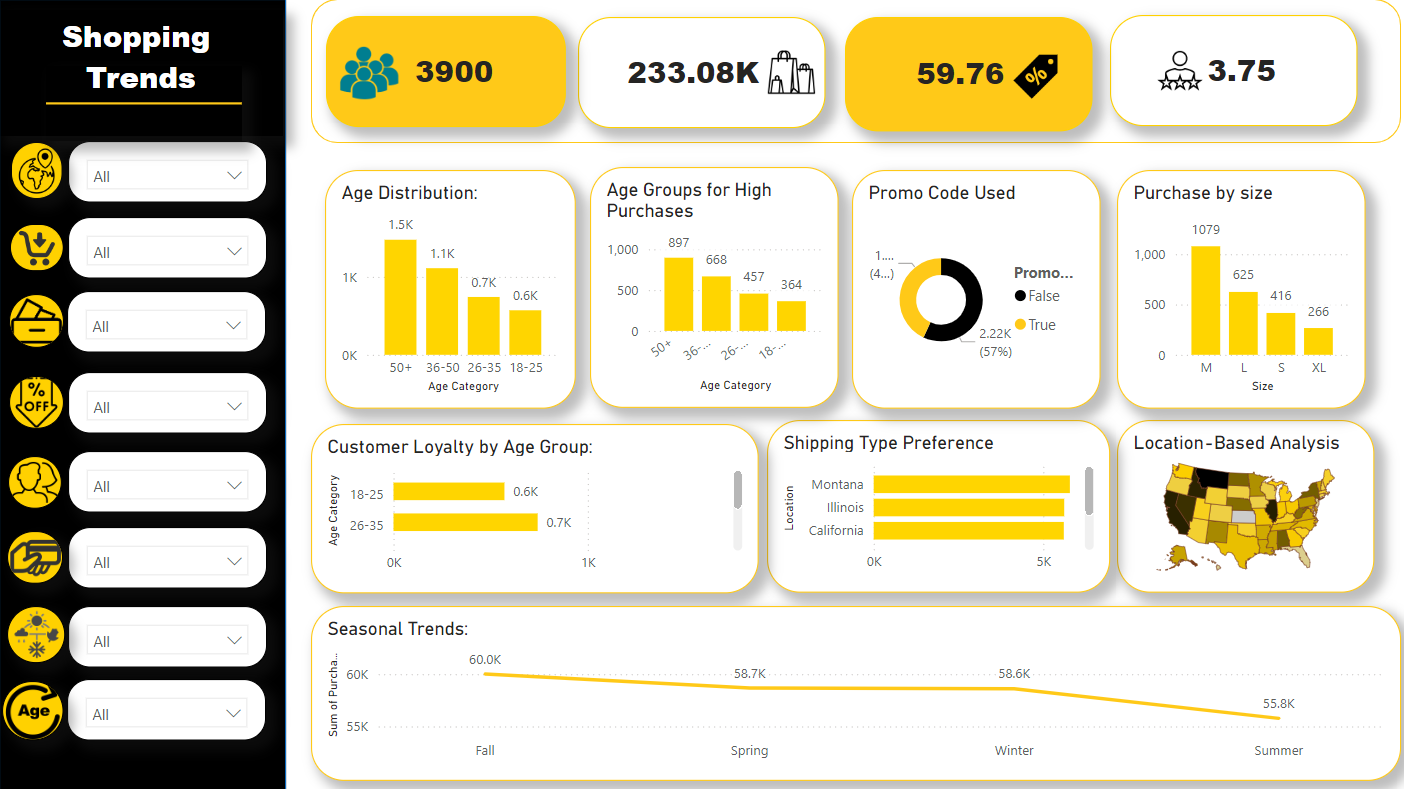 Shopping
Trends
All
All
All
% OFF
All
All
All
All
Age
All
3900
233.08K
59.76
%
3.75
Age Distribution:
1.5K
1.1K
0.7K
0.6K
1K
0K
50+ 36-50 26-35 18-25
Age Category
Age Groups for High
Purchases
897
668
457
364
1,000
500
0
50+ 36-... 26-... 18-...
Age Category
Promo Code Used
1....
(4...)
2.22K
(57%)
Promo...
False
True
Purchase by size
1079
625
416
266
1,000
500
0
M L S XL
Size
Customer Loyalty by Age Group:
Age Category
18-25 0.6K
26-35 0.7K
0K 1K
Shipping Type Preference
Location
Montana
Illinois
California
0K 5K
Location-Based Analysis
Seasonal Trends:
Sum of Purcha...
60K
55K
60.0K
58.7K
58.6K
55.8K
Fall Spring Winter Summer